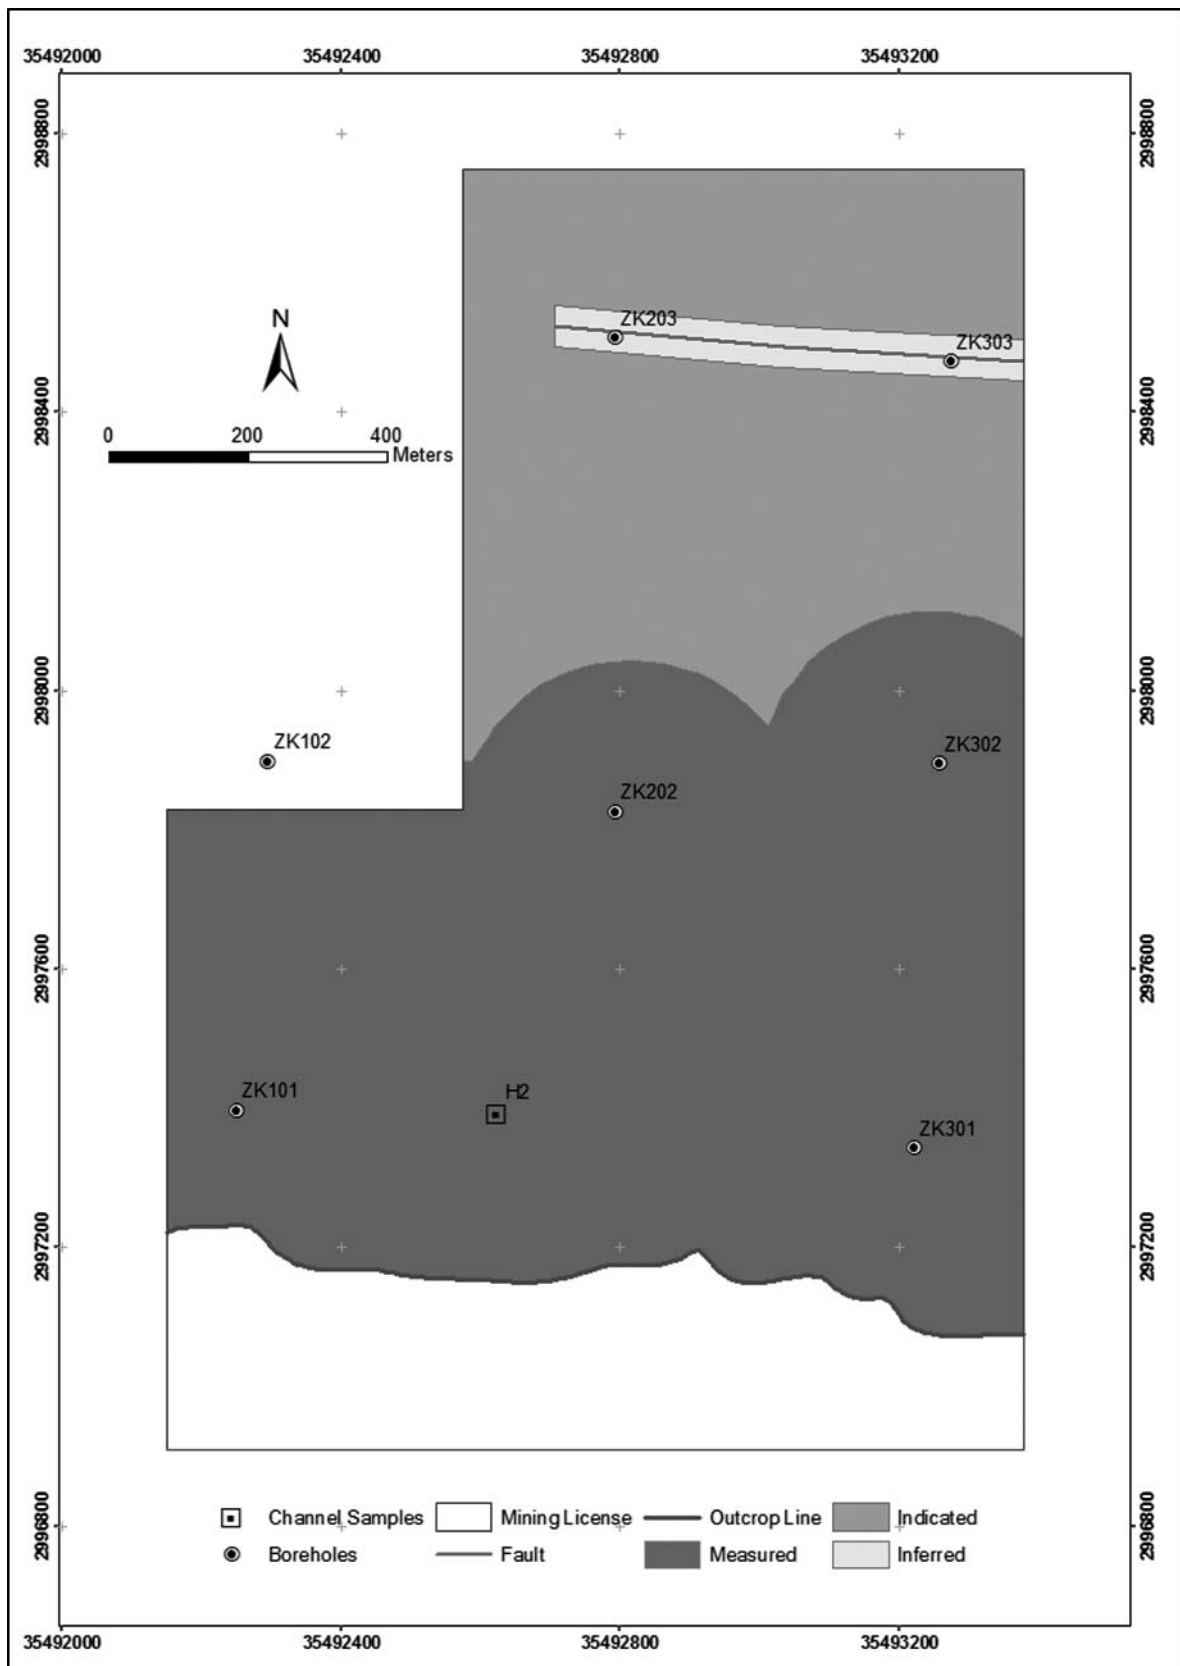 35492000 35492400 35492800 35493200
2998800 2998800
ZK203
N
ZK303
2998400 2998400
0 200 400
Meters
2998000 2998000
ZK102 ZK302
ZK202
2997600 2997600
ZK101 H2
ZK301
2997200 2997200
Channel Samples Mining License Outcrop Line Indicated
2996800 2996800
Boreholes Fault Measured Inferred
35492000 35492400 35492800 35493200